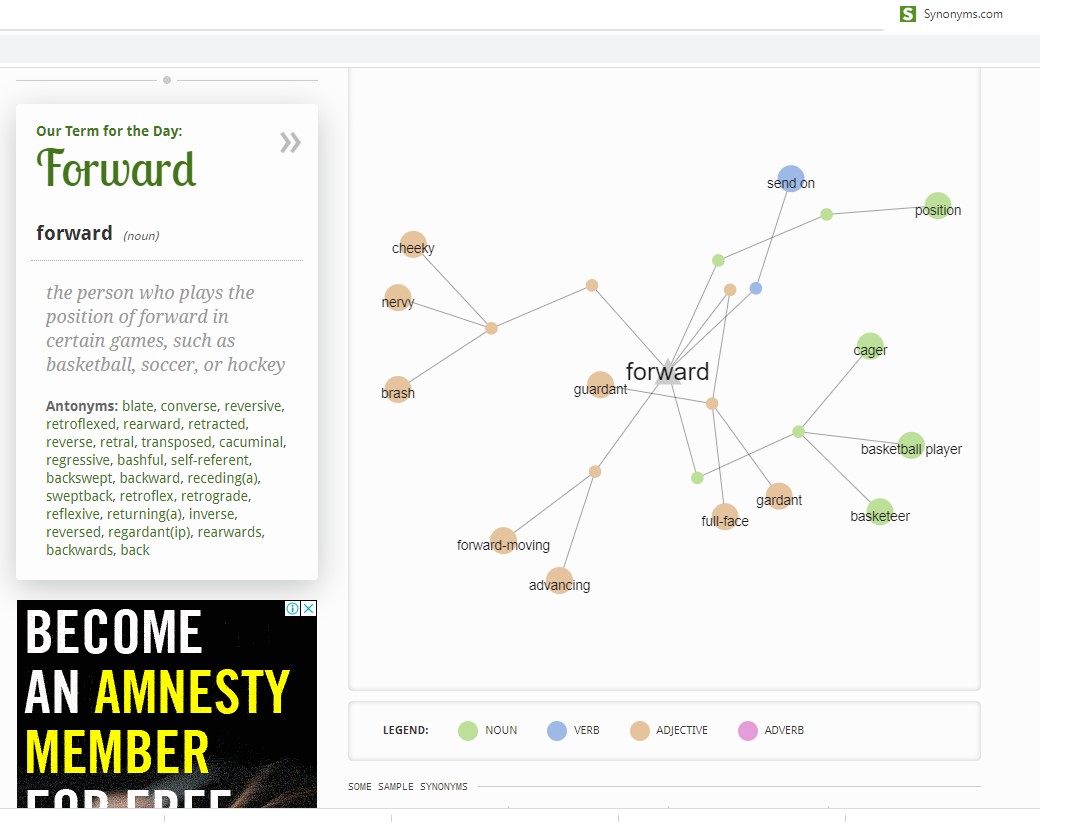 Synonyms.com
Our Term for the Day:
»
Forward
forward (noun)
the person who plays the
position of forward in
certain games, such as
basketball, soccer, or hockey
Antonyms: blate, converse, reversive,
retroflexed, rearward, retracted,
reverse, retral, transposed, cacuminal,
regressive, bashful, self-referent,
backswept, backward, receding(a),
sweptback, retroflex, retrograde,
reflexive, returning(a), inverse,
reversed, regardant(ip), rearwards,
backwards, back
BECOME
AN AMNESTY
MEMBER
FOR FREE
send on
position
cheeky
nervy
brash
forward
guardant
cager
basketball player
basketeer
gardant
full-face
forward-moving
advancing
LEGEND: NOUN VERB ADJECTIVE ADVERB
SOME SAMPLE SYNONYMS